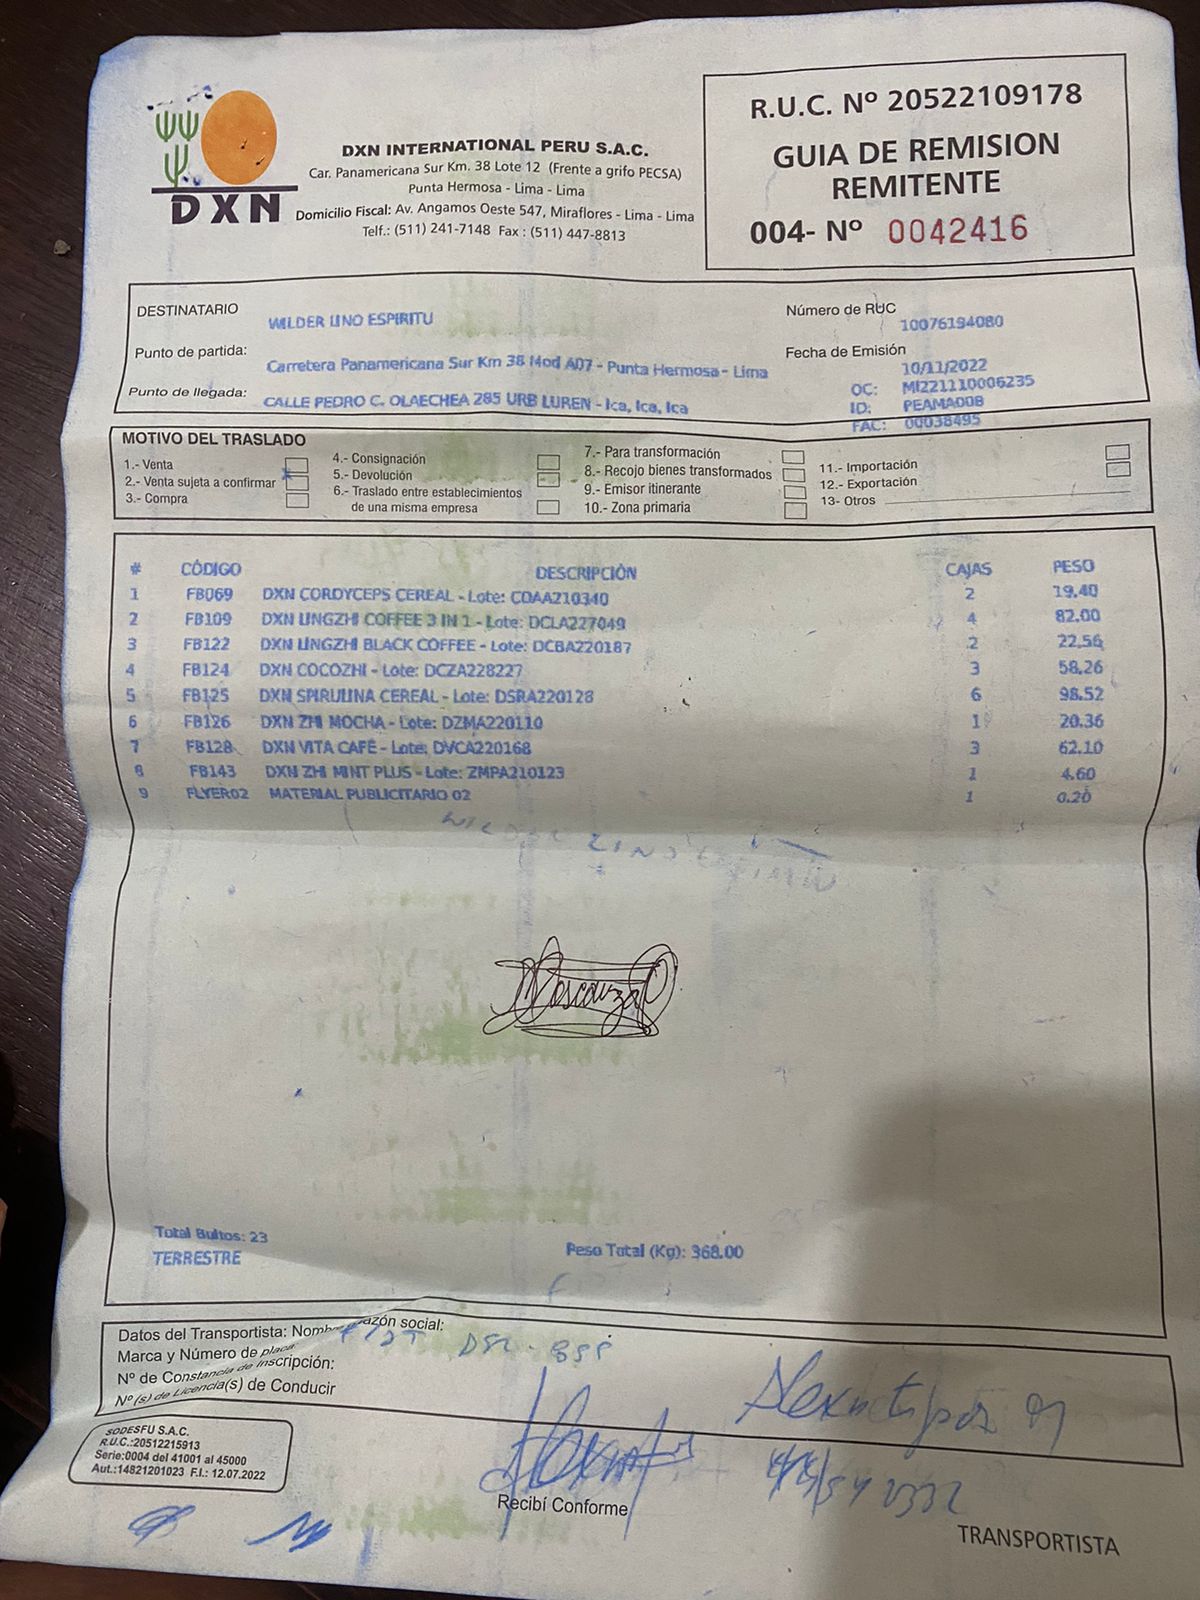 DXN
DXN INTERNATIONAL PERU S.A.C.
Car. Panamericana Sur Km. 38 Lote 12 (Frente a grifo PECSA)
Punta Hermosa - Lima - Lima
Domicilio Fiscal: Av. Angamos Oeste 547, Miraflores - Lima - Lima
Telf.: (511) 241-7148 Fax : (511) 447-8813
R.U.C. Nº 20522109178
GUIA DE REMISION
REMITENTE
004- Nº 0042416
DESTINATARIO WILDER LINO ESPIRITU
Número de RUC 10076194080
Punto de partida: Carretera Panamericana Sur Km 38 Mod A07 - Punta Hermosa - Lima
Fecha de Emisión 10/11/2022
Punto de llegada: CALLE PEDRO C. OLAECHEA 285 URB LUREN - Ica, Ica, Ica
OC: MI221110006235
ID: PEAMA008
FAC: 00038495
MOTIVO DEL TRASLADO
1.- Venta
2.- Venta sujeta a confirmar
3.- Compra
4.- Consignación
5.- Devolución
6.- Traslado entre establecimientos
de una misma empresa
7.- Para transformación
8.- Recojo bienes transformados
9.- Emisor itinerante
10.- Zona primaria
11.- Importación
12.- Exportación
13- Otros
# CÓDIGO DESCRIPCIÓN CAJAS PESO
1 FB069 DXN CORDYCEPS CEREAL - Lote: CDAA210340 2 19.40
2 FB109 DXN LINGZHI COFFEE 3 IN 1 - Lote: DCLA227049 4 82.00
3 FB122 DXN LINGZHI BLACK COFFEE - Lote: DCBA220187 2 22.56
4 FB124 DXN COCOZHI - Lote: DCZA228227 3 58.26
5 FB125 DXN SPIRULINA CEREAL - Lote: DSRA220128 6 98.52
6 FB126 DXN ZHI MOCHA - Lote: DZMA220110 1 20.36
7 FB128 DXN VITA CAFÉ - Lote: DVCA220168 3 62.10
8 FB143 DXN ZHI MINT PLUS - Lote: ZMPA210123 1 4.60
9 FLYER02 MATERIAL PUBLICITARIO 02 1 0.20
Total Bultos: 23
TERRESTRE
Peso Total (Kg): 368.00
Datos del Transportista: Nombre razón social:
Marca y Número de placa
Nº de Constancia de Inscripción:
Nº (s) de Licencia(s) de Conducir
SODESFU S.A.C.
R.U.C.:20512215913
Serie:0004 del 41001 al 45000
Aut.:14821201023 F.I.: 12.07.2022
Recibí Conforme
TRANSPORTISTA